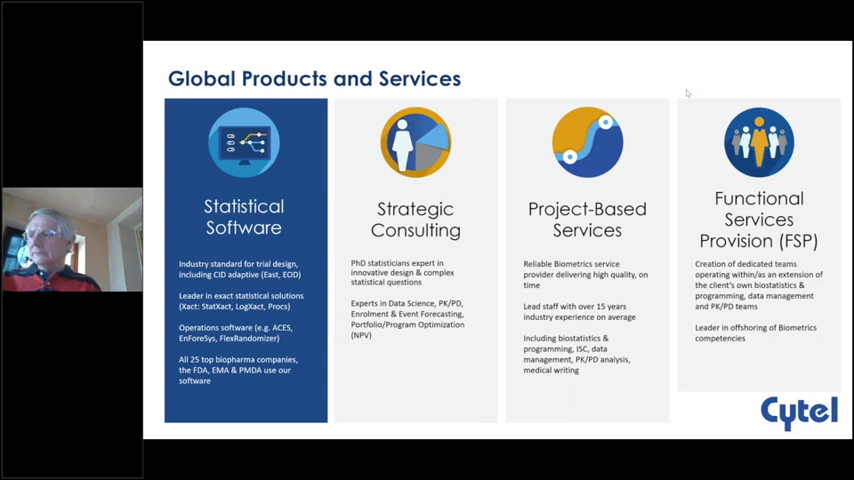 Global Products and Services
Statistical
Software
Industry standard for trial design,
including CID adaptive (East, EOD)
Leader in exact statistical solutions
(Xact: StatXact, LogXact, Procs)
Operations software (e.g. ACES,
EnForeSys, FlexRandomizer)
All 25 top biopharma companies,
the FDA, EMA & PMDA use our
software
Strategic
Consulting
PhD statisticians expert in
innovative design & complex
statistical questions
Experts in Data Science, PK/PD,
Enrolment & Event Forecasting,
Portfolio/Program Optimization
(NPV)
Project-Based
Services
Reliable Biometrics service
provider delivering high quality, on
time
Lead staff with over 15 years
industry experience on average
Including biostatistics &
programming, ISC, data
management, PK/PD analysis,
medical writing
Functional
Services
Provision (FSP)
Creation of dedicated teams
operating within/as an extension of
the client's own biostatistics &
programming, data management
and PK/PD teams
Leader in offshoring of Biometrics
competencies
Cytel